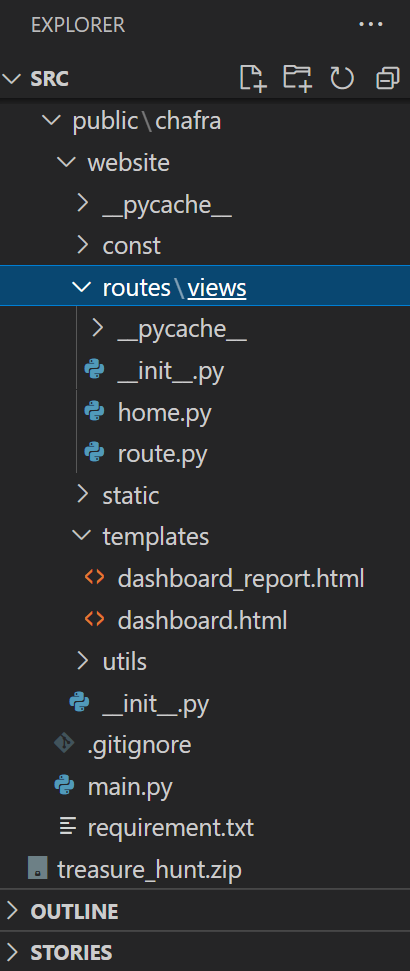 EXPLORER ...
SRC
public\chafra
website
__pycache__
const
routes\views
__pycache__
__init__.py
home.py
route.py
static
templates
<> dashboard_report.html
<> dashboard.html
utils
__init__.py
.gitignore
main.py
requirement.txt
treasure_hunt.zip
OUTLINE
STORIES